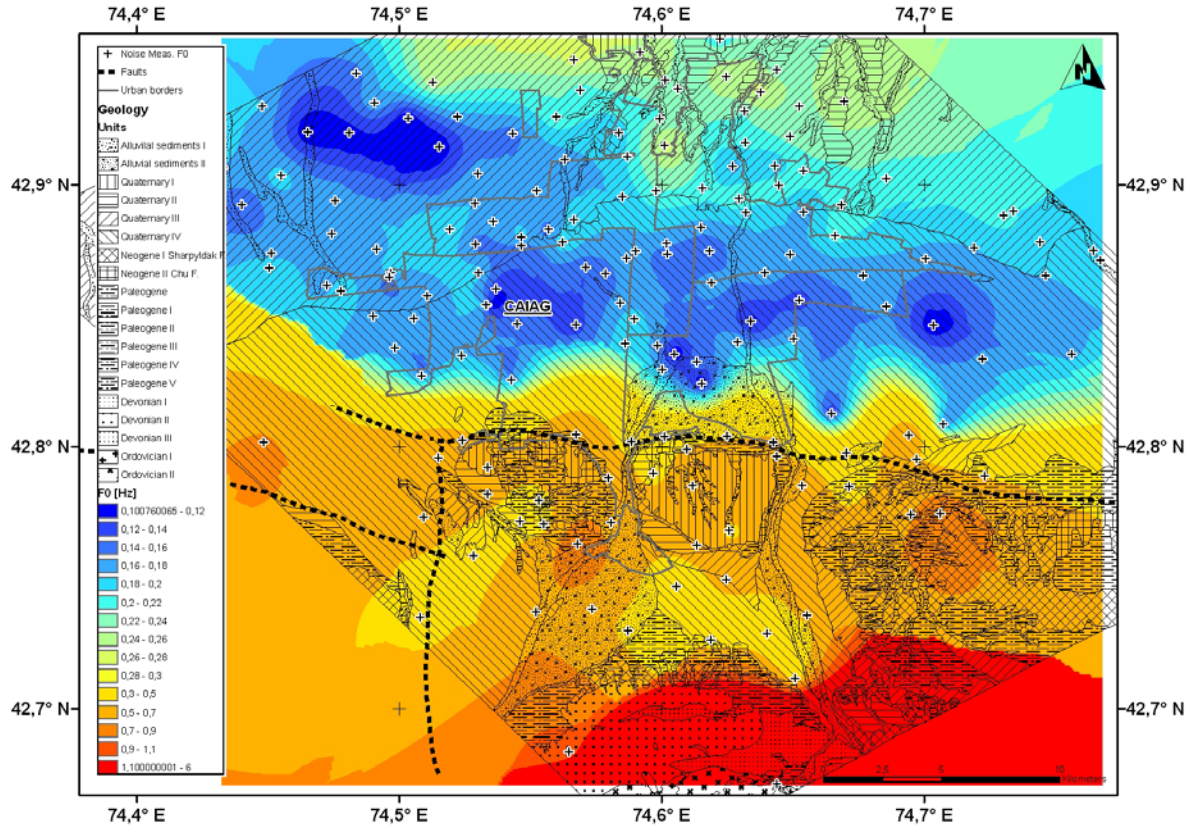 74,4° E 74,5° E 74,6° E 74,7° E
N
Noise Meas. F0
Faults
Urban borders
Geology
Units
Alluvilal sediments I
Alluvial sediments II
Quaternary I
Quaternary II
Quaternary III
Quaternary IV
Neogene I Sharpyldak F
Neogene II Chu F.
Paleogene
Paleogene I
Paleogene II
Paleogene III
Paleogene IV
Paleogene V
Devonian I
Devonian II
Devonian III
Ordovician I
Ordovician II
F0 [Hz]
0,100760065 - 0,12
0,12 - 0,14
0,14 - 0,16
0,16 - 0,18
0,18 - 0,2
0,2 - 0,22
0,22 - 0,24
0,24 - 0,26
0,26 - 0,28
0,28 - 0,3
0,3 - 0,5
0,5 - 0,7
0,7 - 0,9
0,9 - 1,1
1,100000001 - 6
42,9° N 42,9° N
CAIAG
42,8° N 42,8° N
42,7° N 42,7° N
0 2,5 5 10
Kilometers
74,4° E 74,5° E 74,6° E 74,7° E